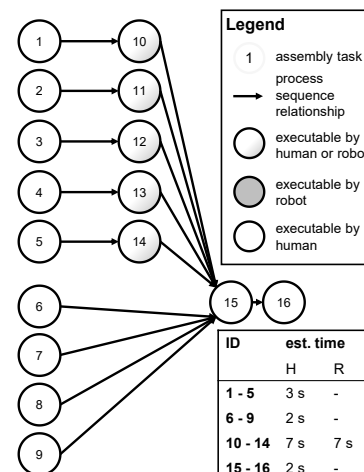 1 10
2 11
3 12
4 13
5 14
6
7
8
9
15 16
Legend
1 assembly task
process
sequence
relationship
executable by
human or robo
executable by
robot
executable by
human
ID est. time
H R
1 - 5 3 s -
6 - 9 2 s -
10 - 14 7 s 7 s
15 - 16 2 s -